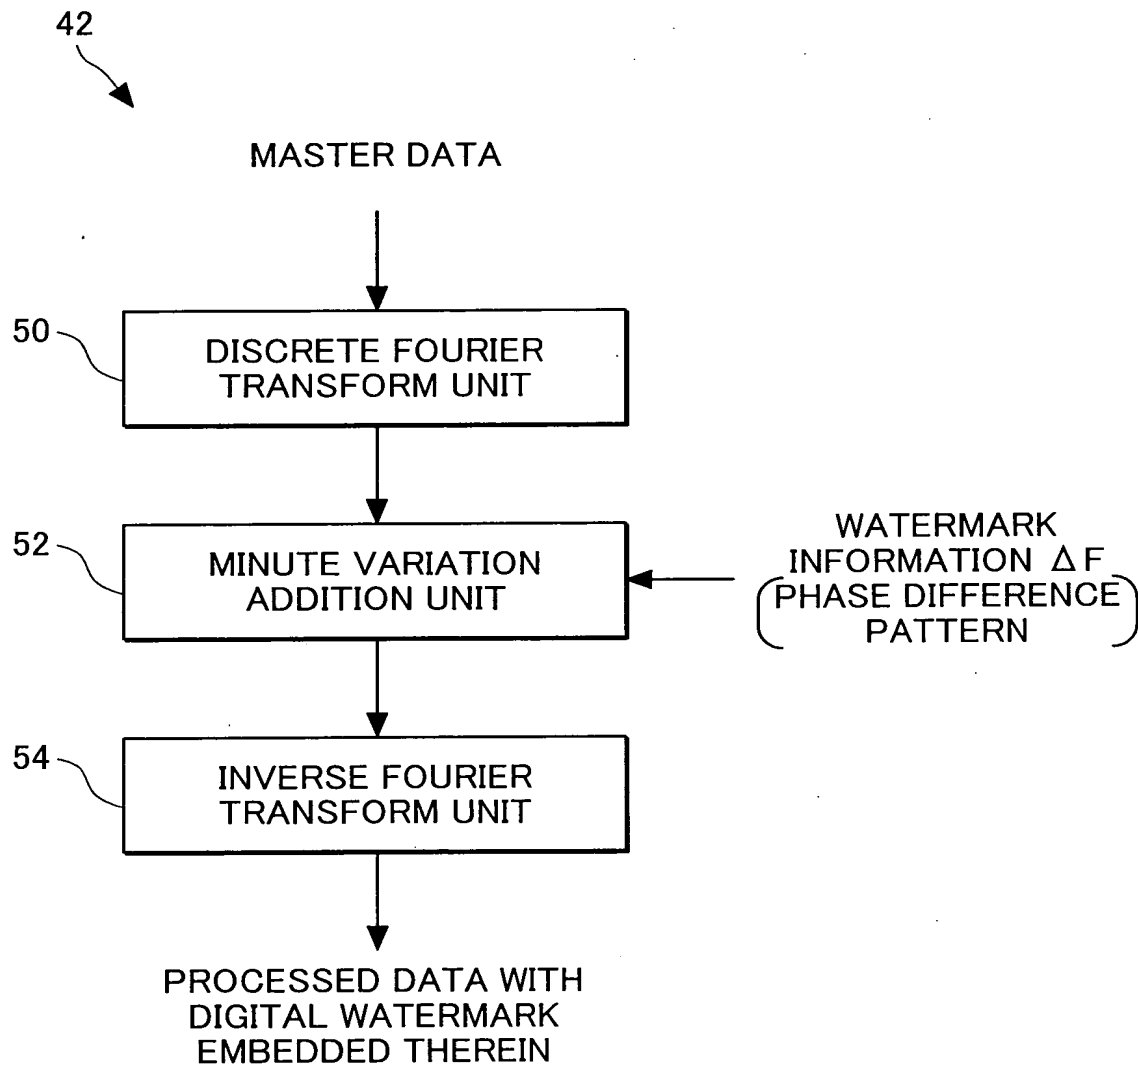 42
MASTER DATA
50
DISCRETE FOURIER
TRANSFORM UNIT
52
MINUTE VARIATION
ADDITION UNIT
WATERMARK
INFORMATION ΔF
(PHASE DIFFERENCE
PATTERN)
54
INVERSE FOURIER
TRANSFORM UNIT
PROCESSED DATA WITH
DIGITAL WATERMARK
EMBEDDED THEREIN